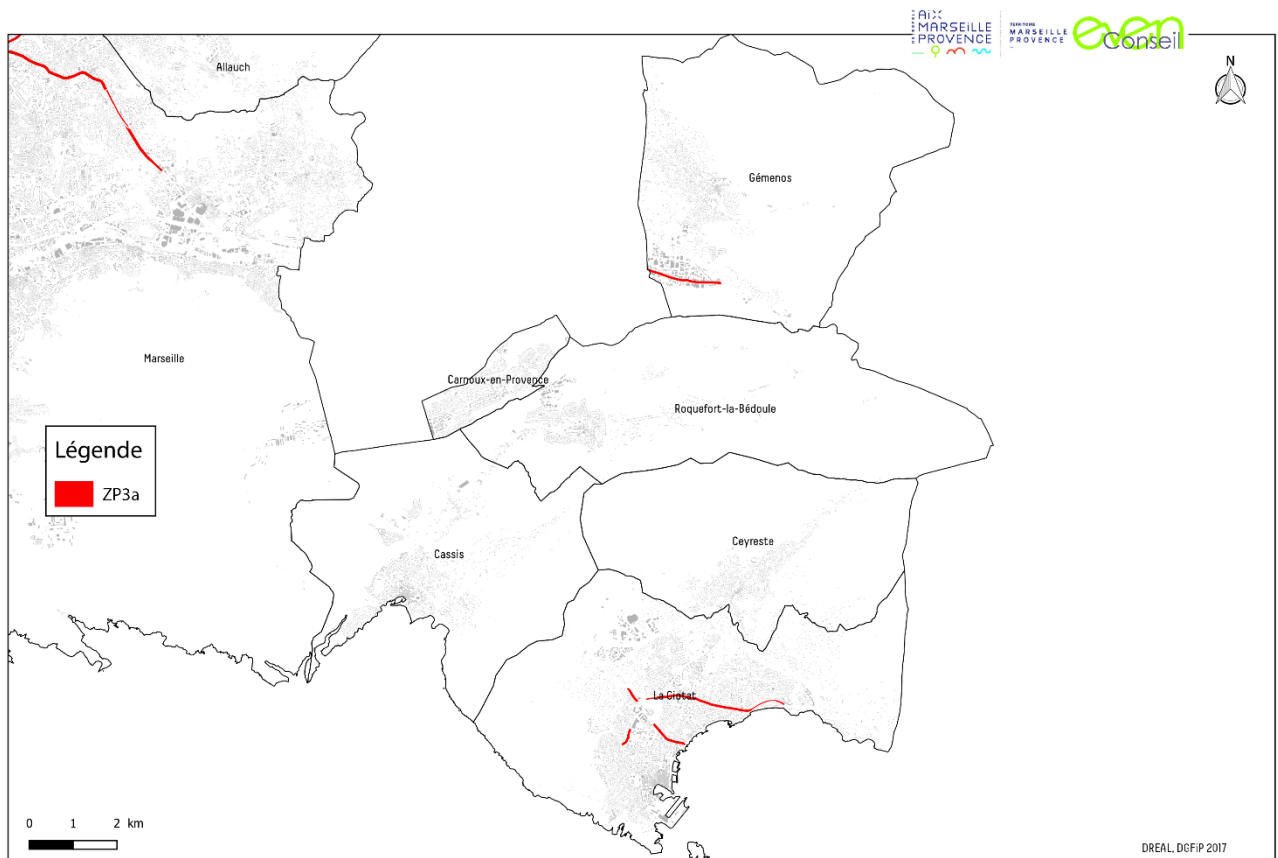 AiX
MARSEILLE
PROVENCE
TERRITOIRE
MARSEILLE
PROVENCE
even
Conseil
N
Allauch
Gémenos
Marseille
Carnoux-en-Provence
Roquefort-la-Bédoule
Légende
ZP3a
Cassis
Ceyreste
La Ciotat
0 1 2 km
DREAL, DGFiP 2017